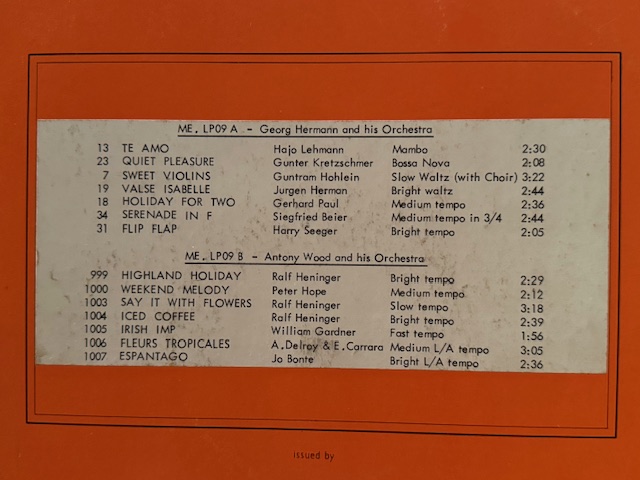 ME. LP09 A - Georg Hermann and his Orchestra
13 TE AMO Hajo Lehmann Mambo 2:30
23 QUIET PLEASURE Gunter Kretzschmer Bossa Nova 2:08
7 SWEET VIOLINS Guntram Hohlein Slow Waltz (with Choir) 3:22
19 VALSE ISABELLE Jurgen Herman Bright waltz 2:44
18 HOLIDAY FOR TWO Gerhard Paul Medium tempo 2:36
34 SERENADE IN F Siegfried Beier Medium tempo in 3/4 2:44
31 FLIP FLAP Harry Seeger Bright tempo 2:05
ME. LP09 B - Antony Wood and his Orchestra
999 HIGHLAND HOLIDAY Ralf Heninger Bright tempo 2:29
1000 WEEKEND MELODY Peter Hope Medium tempo 2:12
1003 SAY IT WITH FLOWERS Ralf Heninger Slow tempo 3:18
1004 ICED COFFEE Ralf Heninger Bright tempo 2:39
1005 IRISH IMP William Gardner Fast tempo 1:56
1006 FLEURS TROPICALES A.Delroy & E.Carrara Medium L/A tempo 3:05
1007 ESPANTAGO Jo Bonte Bright L/A tempo 2:36
issued by